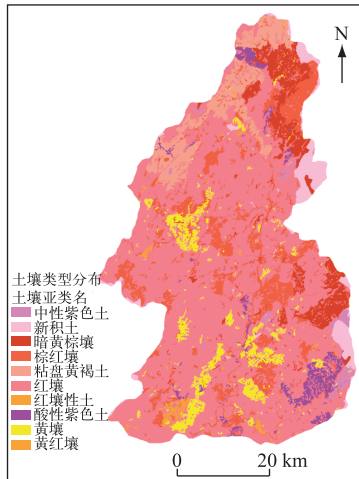 N
土壤类型分布
土壤亚类名
中性紫色土
新积土
暗黄棕壤
棕红壤
粘盘黄褐土
红壤
红壤性土
酸性紫色土
黄壤
黄红壤
0 20 km